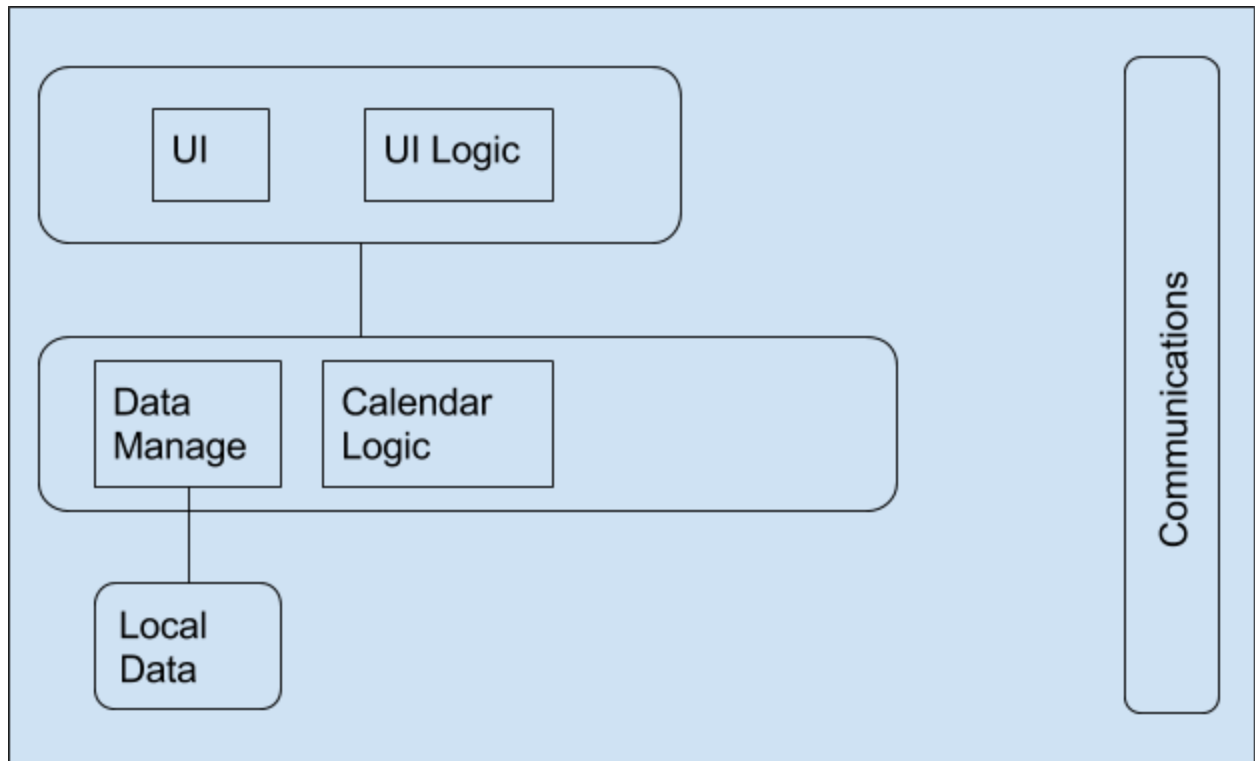 UI
UI Logic
Data
Manage
Calendar
Logic
Local
Data
Communications